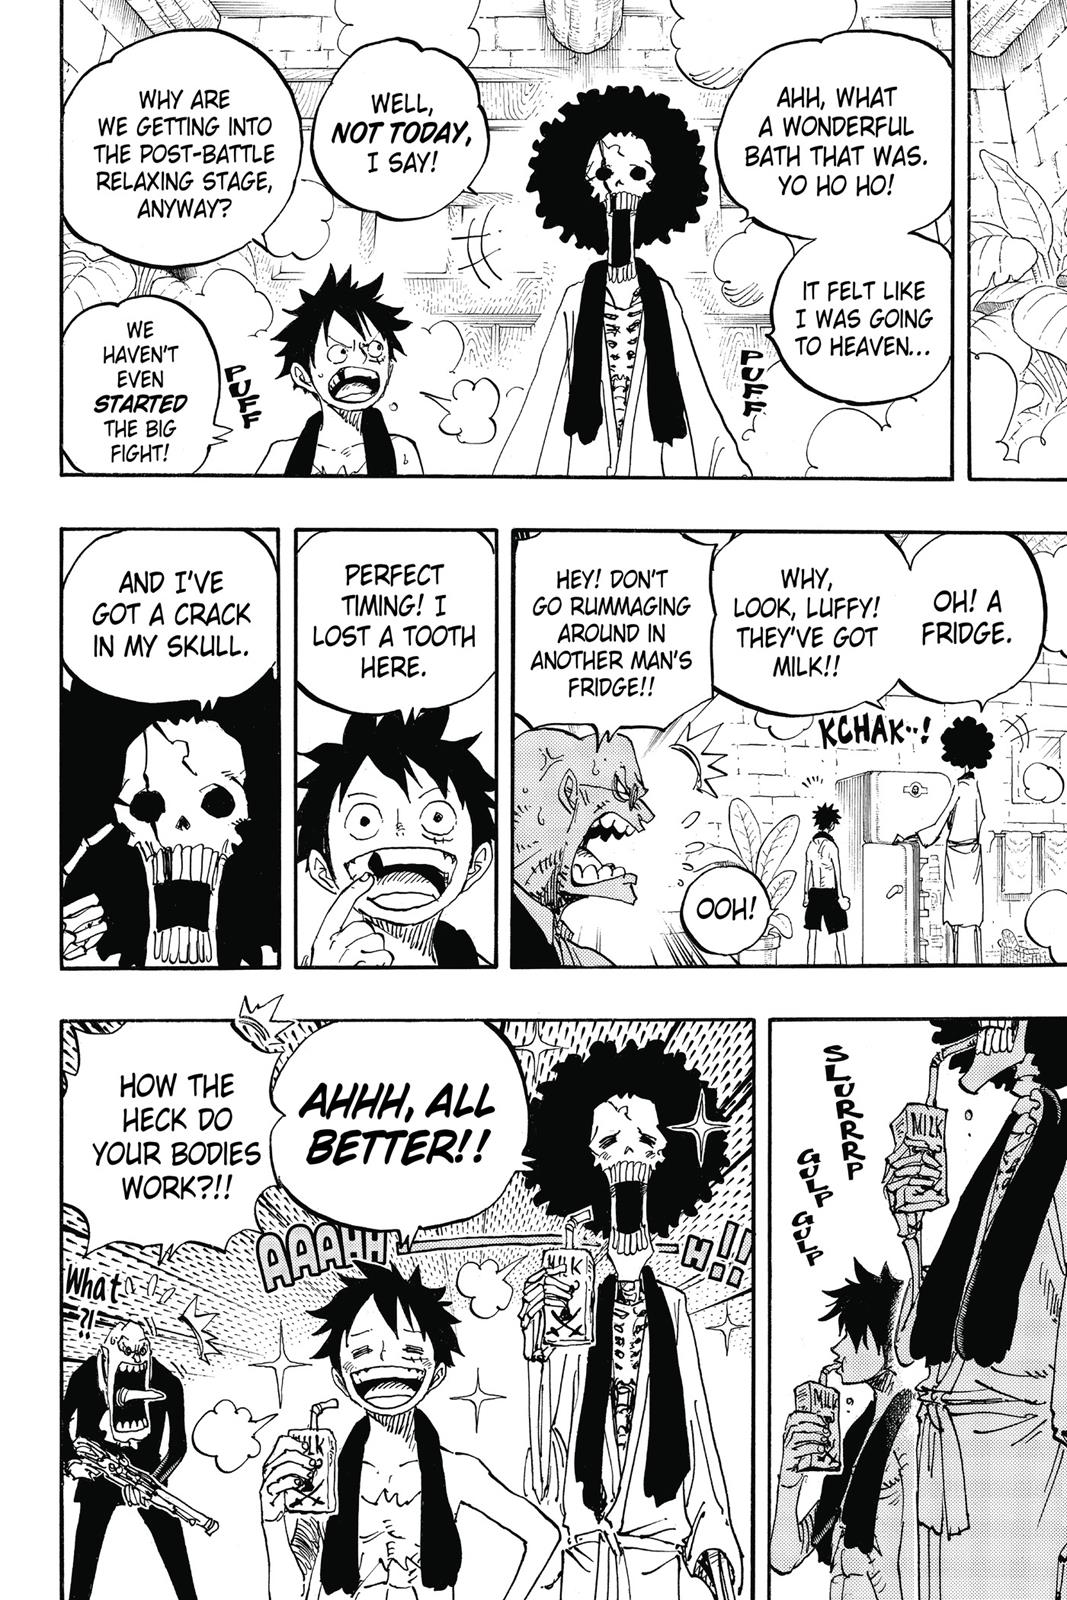 AHH, WHAT
A WONDERFUL
BATH THAT WAS.
YO HO HO!
IT FELT LIKE
I WAS GOING
TO HEAVEN...
PUFF
WELL,
NOT TODAY,
I SAY!
WHY ARE
WE GETTING INTO
THE POST-BATTLE
RELAXING STAGE,
ANYWAY?
WE
HAVEN'T
EVEN
STARTED
THE BIG
FIGHT!
PUFF
OH! A
FRIDGE.
KCHAK··!
WHY,
LOOK, LUFFY!
THEY'VE GOT
MILK!!
OOH!
HEY! DON'T
GO RUMMAGING
AROUND IN
ANOTHER MAN'S
FRIDGE!!
PERFECT
TIMING! I
LOST A TOOTH
HERE.
AND I'VE
GOT A CRACK
IN MY SKULL.
SLURRRP
MILK
GULP
GULP
MILK
AHHH, ALL
BETTER!!
AAAHH
H!!
MILK
MILK
HOW THE
HECK DO
YOUR BODIES
WORK?!!
What
?!